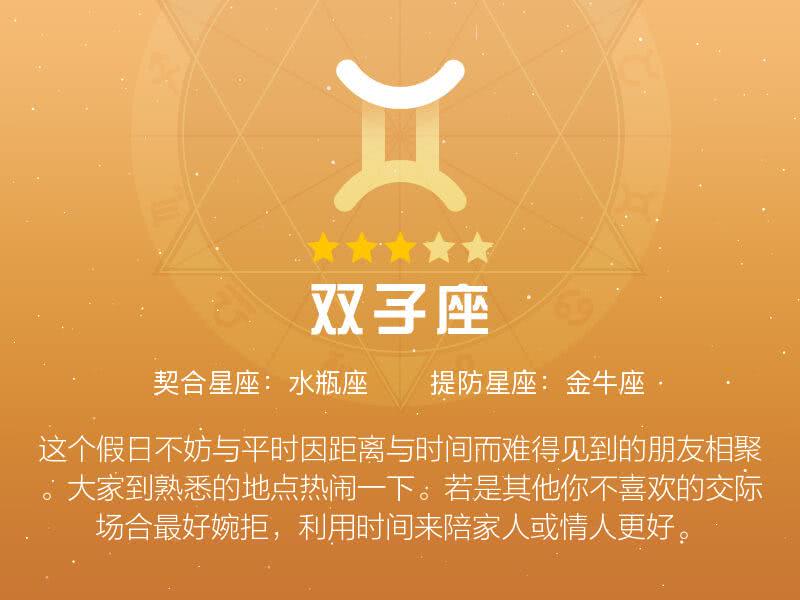 双子座
契合星座：水瓶座 提防星座：金牛座
这个假日不妨与平时因距离与时间而难得见到的朋友相聚
。大家到熟悉的地点热闹一下。若是其他你不喜欢的交际
场合最好婉拒，利用时间来陪家人或情人更好。